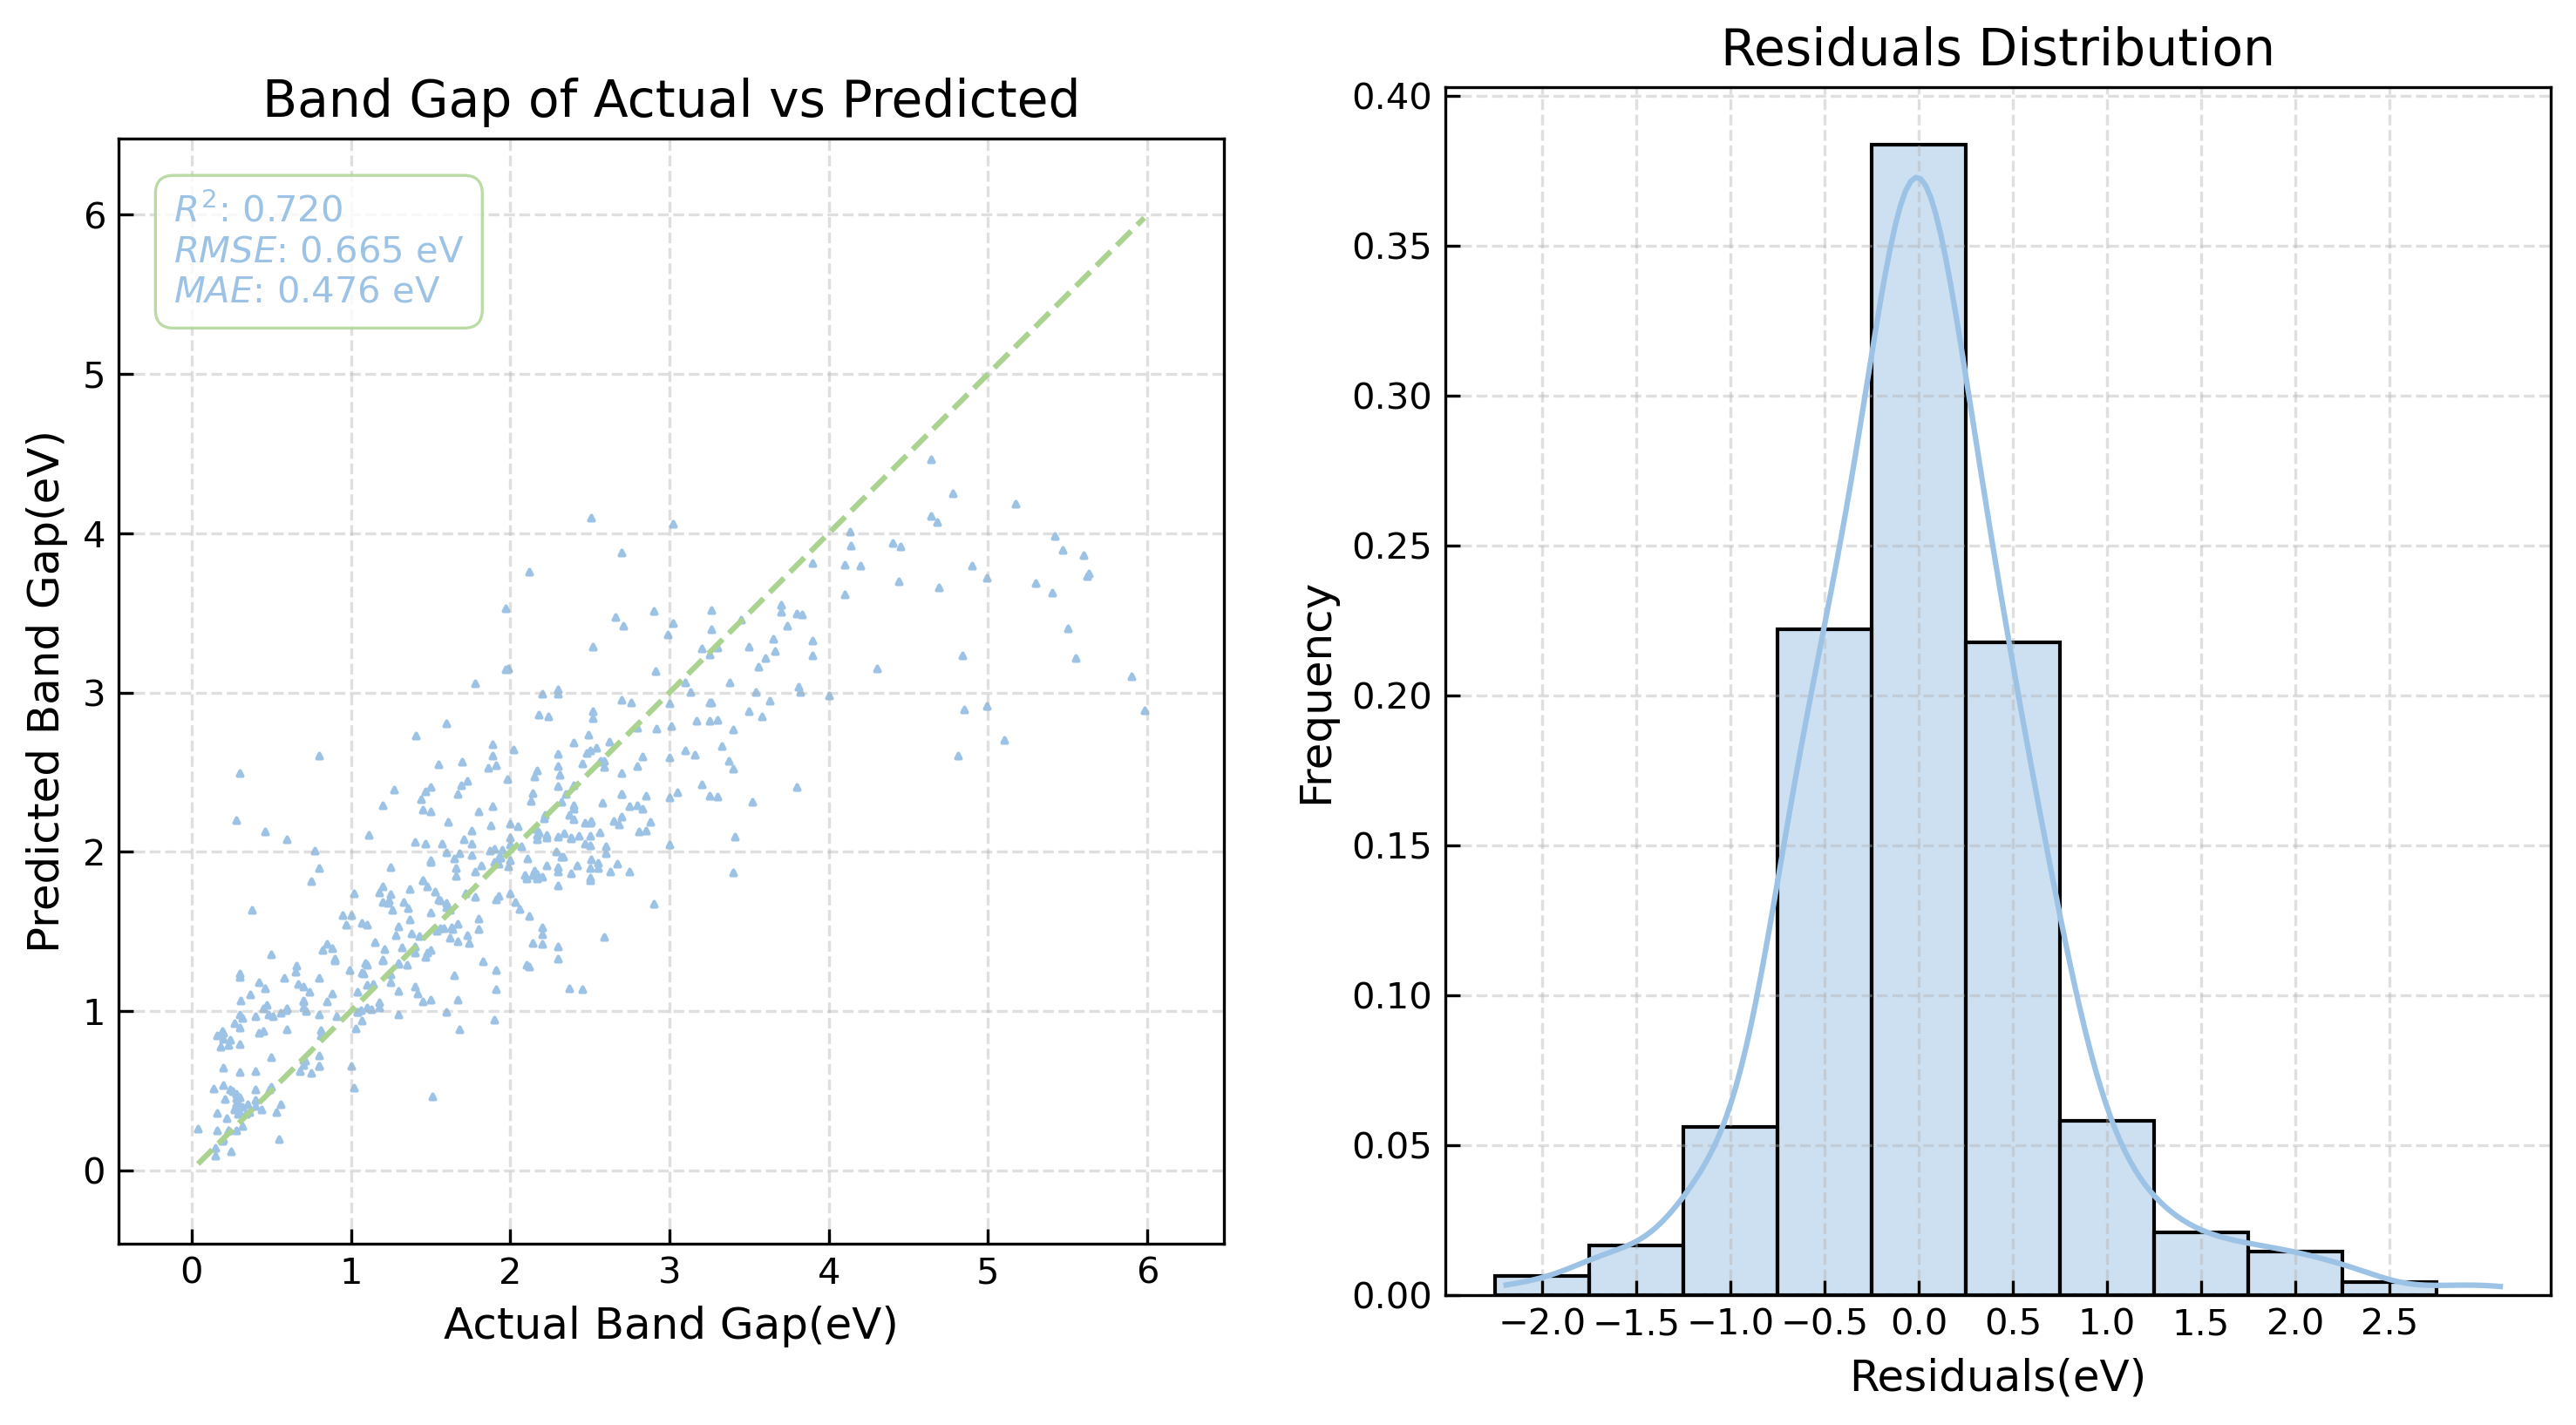 Band Gap of Actual vs Predicted
R²: 0.720
RMSE: 0.665 eV
MAE: 0.476 eV
Predicted Band Gap(eV)
6
5
4
3
2
1
0
0 1 2 3 4 5 6
Actual Band Gap(eV)
Residuals Distribution
Frequency
0.40
0.35
0.30
0.25
0.20
0.15
0.10
0.05
0.00
−2.0 −1.5 −1.0 −0.5 0.0 0.5 1.0 1.5 2.0 2.5
Residuals(eV)